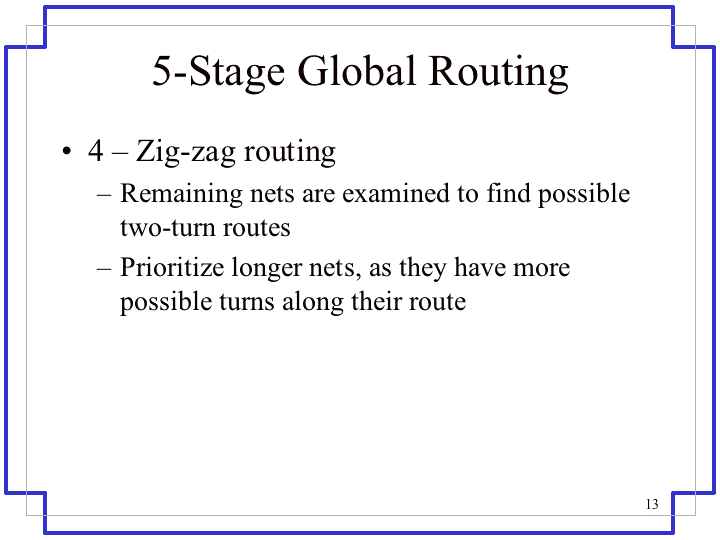 5-Stage Global Routing
• 4 – Zig-zag routing
– Remaining nets are examined to find possible
two-turn routes
– Prioritize longer nets, as they have more
possible turns along their route
13